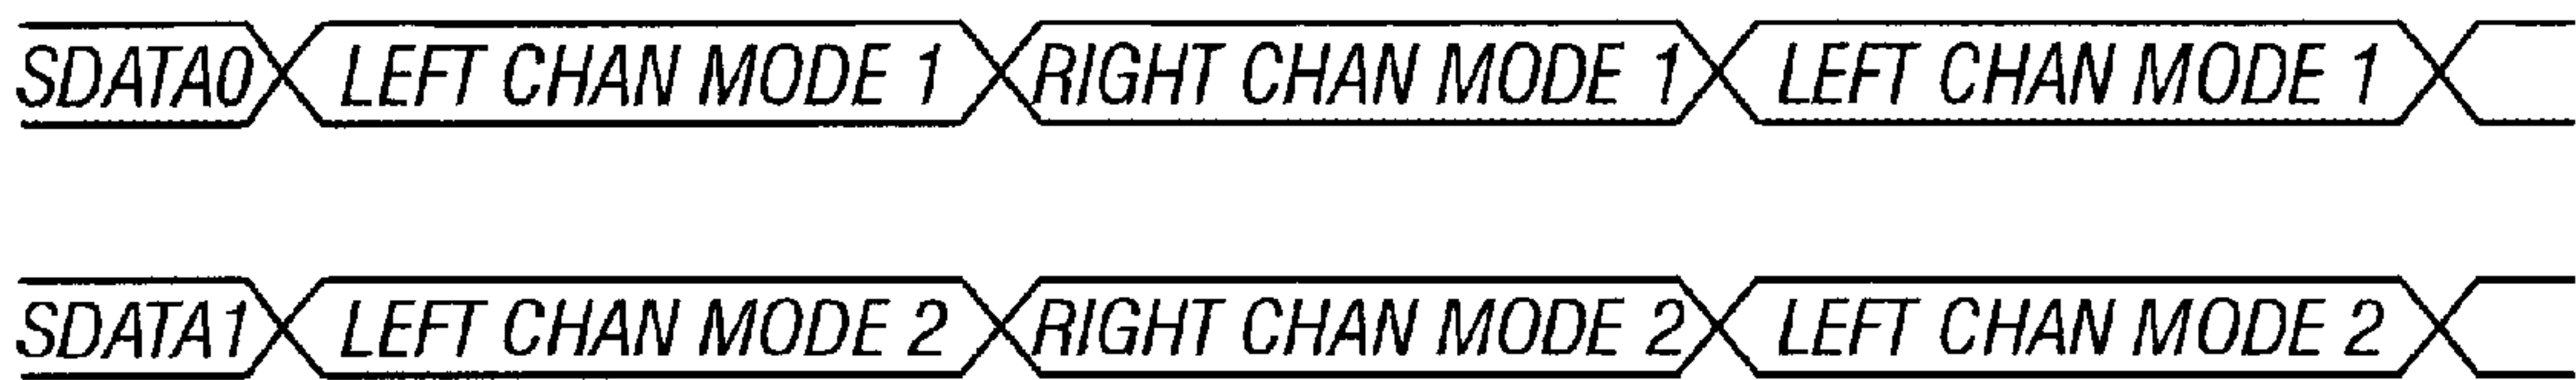 SDATA0 LEFT CHAN MODE 1 RIGHT CHAN MODE 1 LEFT CHAN MODE 1
SDATA1 LEFT CHAN MODE 2 RIGHT CHAN MODE 2 LEFT CHAN MODE 2